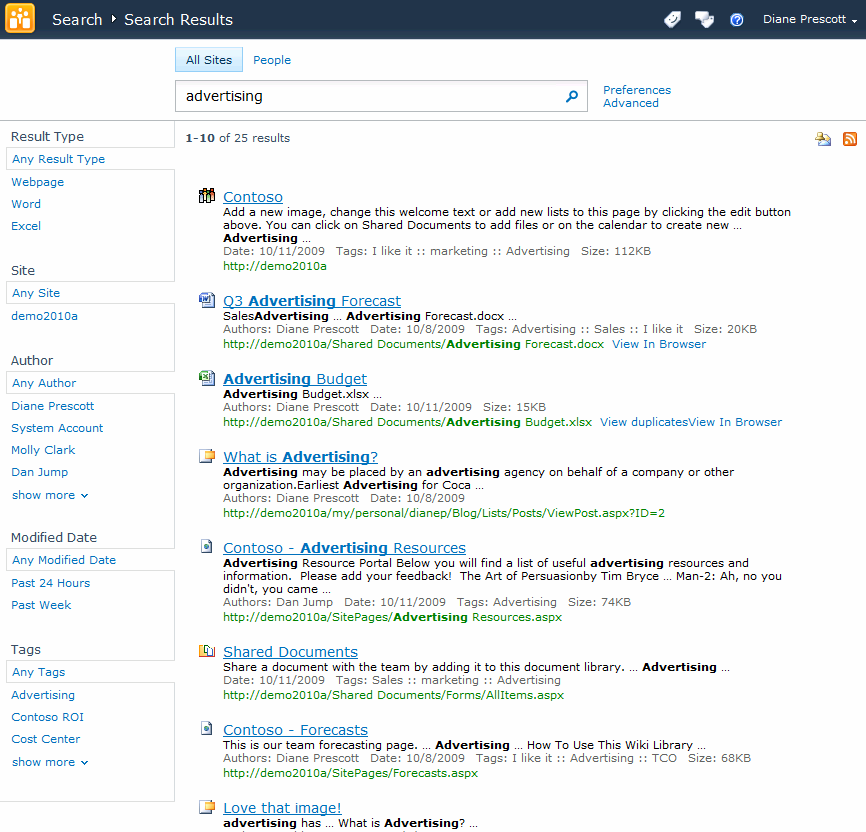 Search Search Results
Diane Prescott
All Sites People
advertising
Preferences
Advanced
Result Type
Any Result Type
Webpage
Word
Excel
Site
Any Site
demo2010a
Author
Any Author
Diane Prescott
System Account
Molly Clark
Dan Jump
show more
Modified Date
Any Modified Date
Past 24 Hours
Past Week
Tags
Any Tags
Advertising
Contoso ROI
Cost Center
show more
1-10 of 25 results
Contoso
Add a new image, change this welcome text or add new lists to this page by clicking the edit button
above. You can click on Shared Documents to add files or on the calendar to create new ...
Advertising ...
Date: 10/11/2009 Tags: I like it :: marketing :: Advertising Size: 112KB
http://demo2010a
Q3 Advertising Forecast
SalesAdvertising ... Advertising Forecast.docx ...
Authors: Diane Prescott Date: 10/8/2009 Tags: Advertising :: Sales :: I like it Size: 20KB
http://demo2010a/Shared Documents/Advertising Forecast.docx View In Browser
Advertising Budget
Advertising Budget.xlsx ...
Authors: Diane Prescott Date: 10/11/2009 Size: 15KB
http://demo2010a/Shared Documents/Advertising Budget.xlsx View duplicatesView In Browser
What is Advertising?
Advertising may be placed by an advertising agency on behalf of a company or other
organization.Earliest Advertising for Coca ...
Authors: Diane Prescott Date: 10/8/2009
http://demo2010a/my/personal/dianep/Blog/Lists/Posts/ViewPost.aspx?ID=2
Contoso - Advertising Resources
Advertising Resource Portal Below you will find a list of useful advertising resources and
information. Please add your feedback! The Art of Persuasionby Tim Bryce ... Man-2: Ah, no you
didn't, you came ...
Authors: Dan Jump Date: 10/11/2009 Tags: Advertising Size: 74KB
http://demo2010a/SitePages/Advertising Resources.aspx
Shared Documents
Share a document with the team by adding it to this document library. ... Advertising ...
Date: 10/11/2009 Tags: Sales :: marketing :: Advertising
http://demo2010a/Shared Documents/Forms/AllItems.aspx
Contoso - Forecasts
This is our team forecasting page. ... Advertising ... How To Use This Wiki Library ...
Authors: Diane Prescott Date: 10/8/2009 Tags: I like it :: Advertising :: TCO Size: 68KB
http://demo2010a/SitePages/Forecasts.aspx
Love that image!
advertising has ... What is Advertising? ...